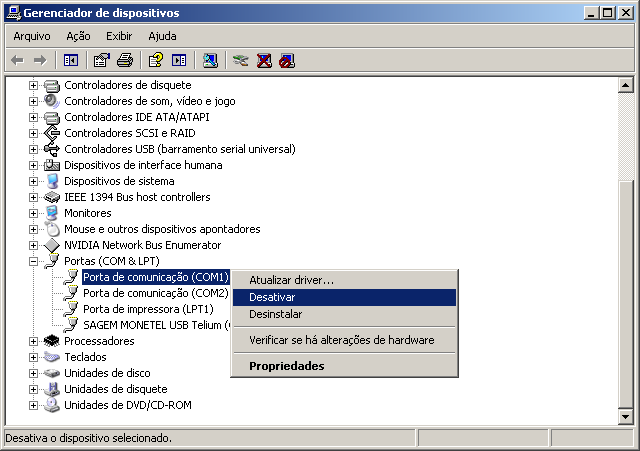 Gerenciador de dispositivos
Arquivo Ação Exibir Ajuda
Controladores de disquete
Controladores de som, vídeo e jogo
Controladores IDE ATA/ATAPI
Controladores SCSI e RAID
Controladores USB (barramento serial universal)
Dispositivos de interface humana
Dispositivos de sistema
IEEE 1394 Bus host controllers
Monitores
Mouse e outros dispositivos apontadores
NVIDIA Network Bus Enumerator
Portas (COM & LPT)
Porta de comunicação (COM1)
Porta de comunicação (COM2)
Porta de impressora (LPT1)
SAGEM MONETEL USB Telium (
Processadores
Teclados
Unidades de disco
Unidades de disquete
Unidades de DVD/CD-ROM
Atualizar driver...
Desativar
Desinstalar
Verificar se há alterações de hardware
Propriedades
Desativa o dispositivo selecionado.